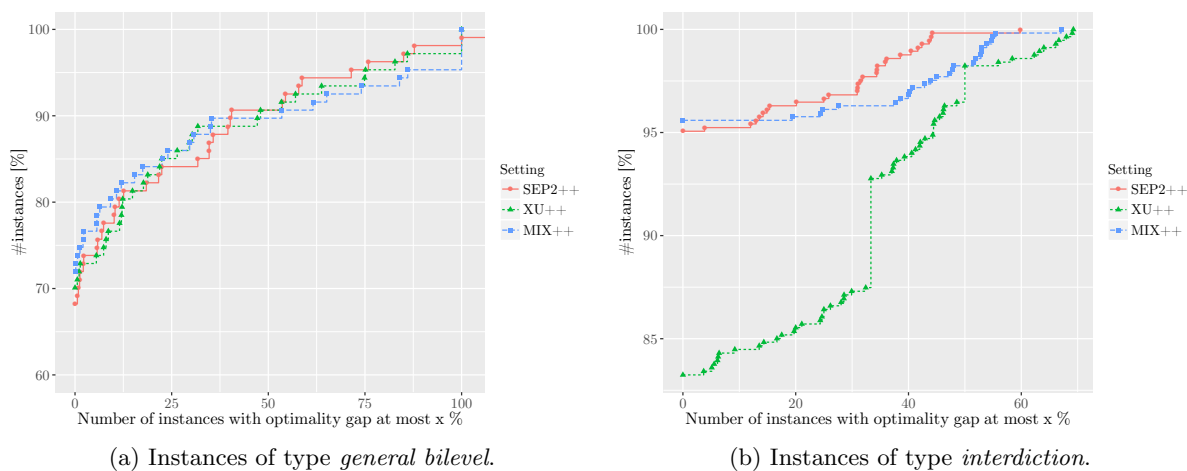 100
90
80
70
60
#instances [%]
0
25
50
75
100
Number of instances with optimality gap at most x %
Setting
SEP2++
XU++
MIX++
(a) Instances of type general bilevel.
100
95
90
85
#instances [%]
0
20
40
60
Number of instances with optimality gap at most x %
Setting
SEP2++
XU++
MIX++
(b) Instances of type interdiction.